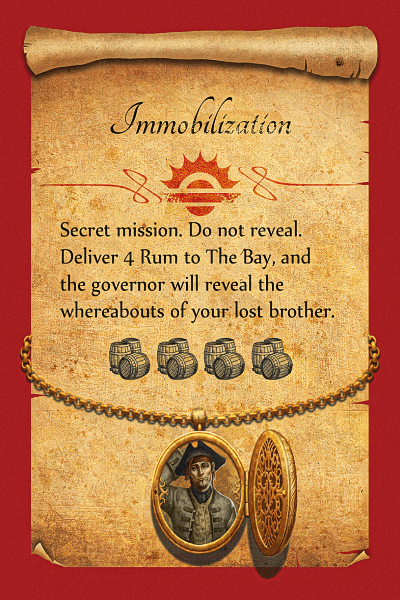 Immobilization
Secret mission. Do not reveal.
Deliver 4 Rum to The Bay, and
the governor will reveal the
whereabouts of your lost brother.